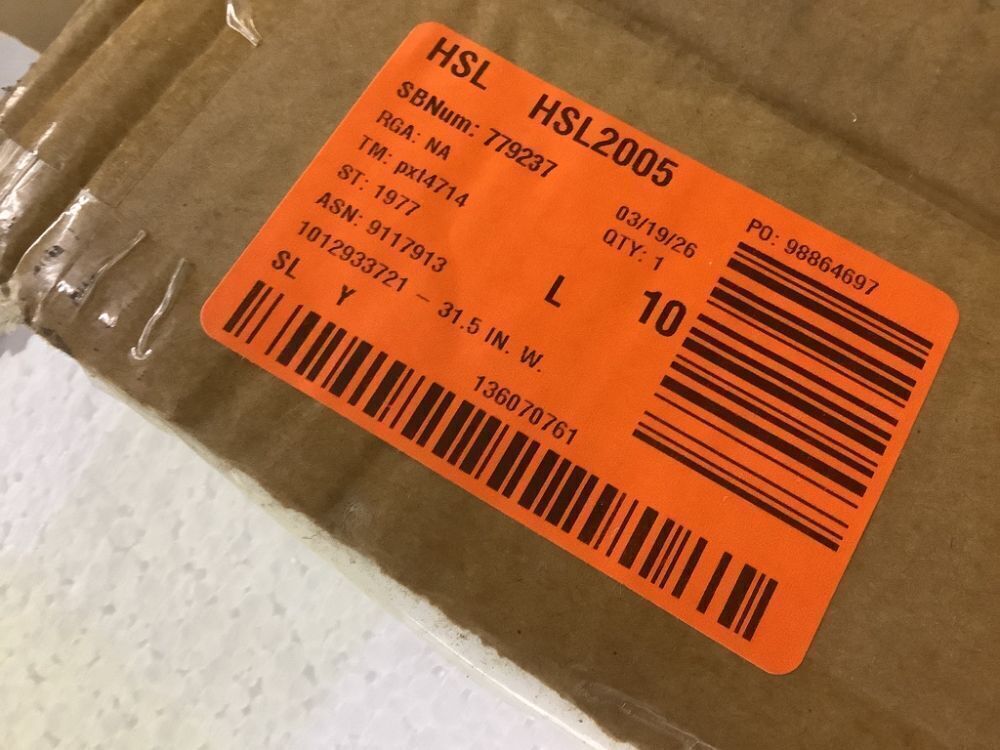 HSL HSL2005
SBNum: 779237
RGA: NA
TM: pxt4714
03/19/26
ST: 1977
QTY: 1
ASN: 9117913
1012933721 – 31.5 IN. W.
SL Y L 10
136070761
PO: 98864697